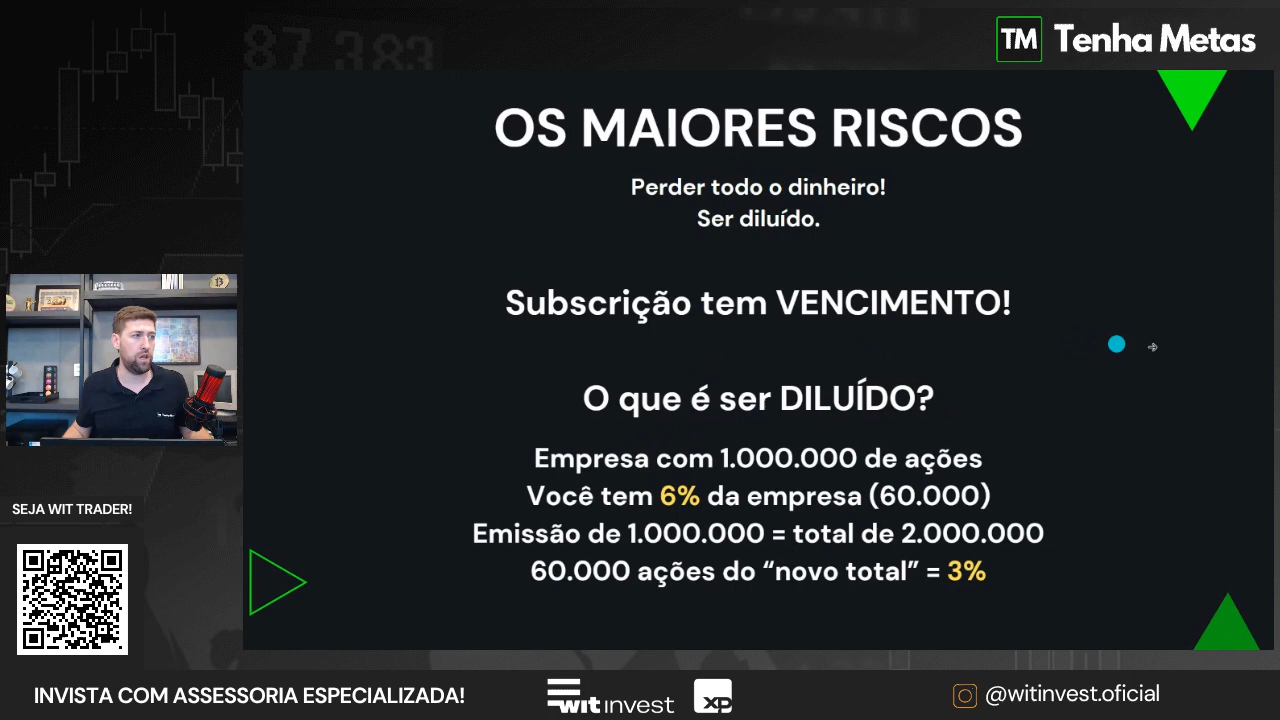 87.383
TM Tenha Metas
OS MAIORES RISCOS
Perder todo o dinheiro!
Ser diluído.
Subscrição tem VENCIMENTO!
O que é ser DILUÍDO?
Empresa com 1.000.000 de ações
Você tem 6% da empresa (60.000)
Emissão de 1.000.000 = total de 2.000.000
60.000 ações do “novo total” = 3%
SEJA WIT TRADER!
INVISTA COM ASSESSORIA ESPECIALIZADA!
wit invest
XP
@witinvest.oficial